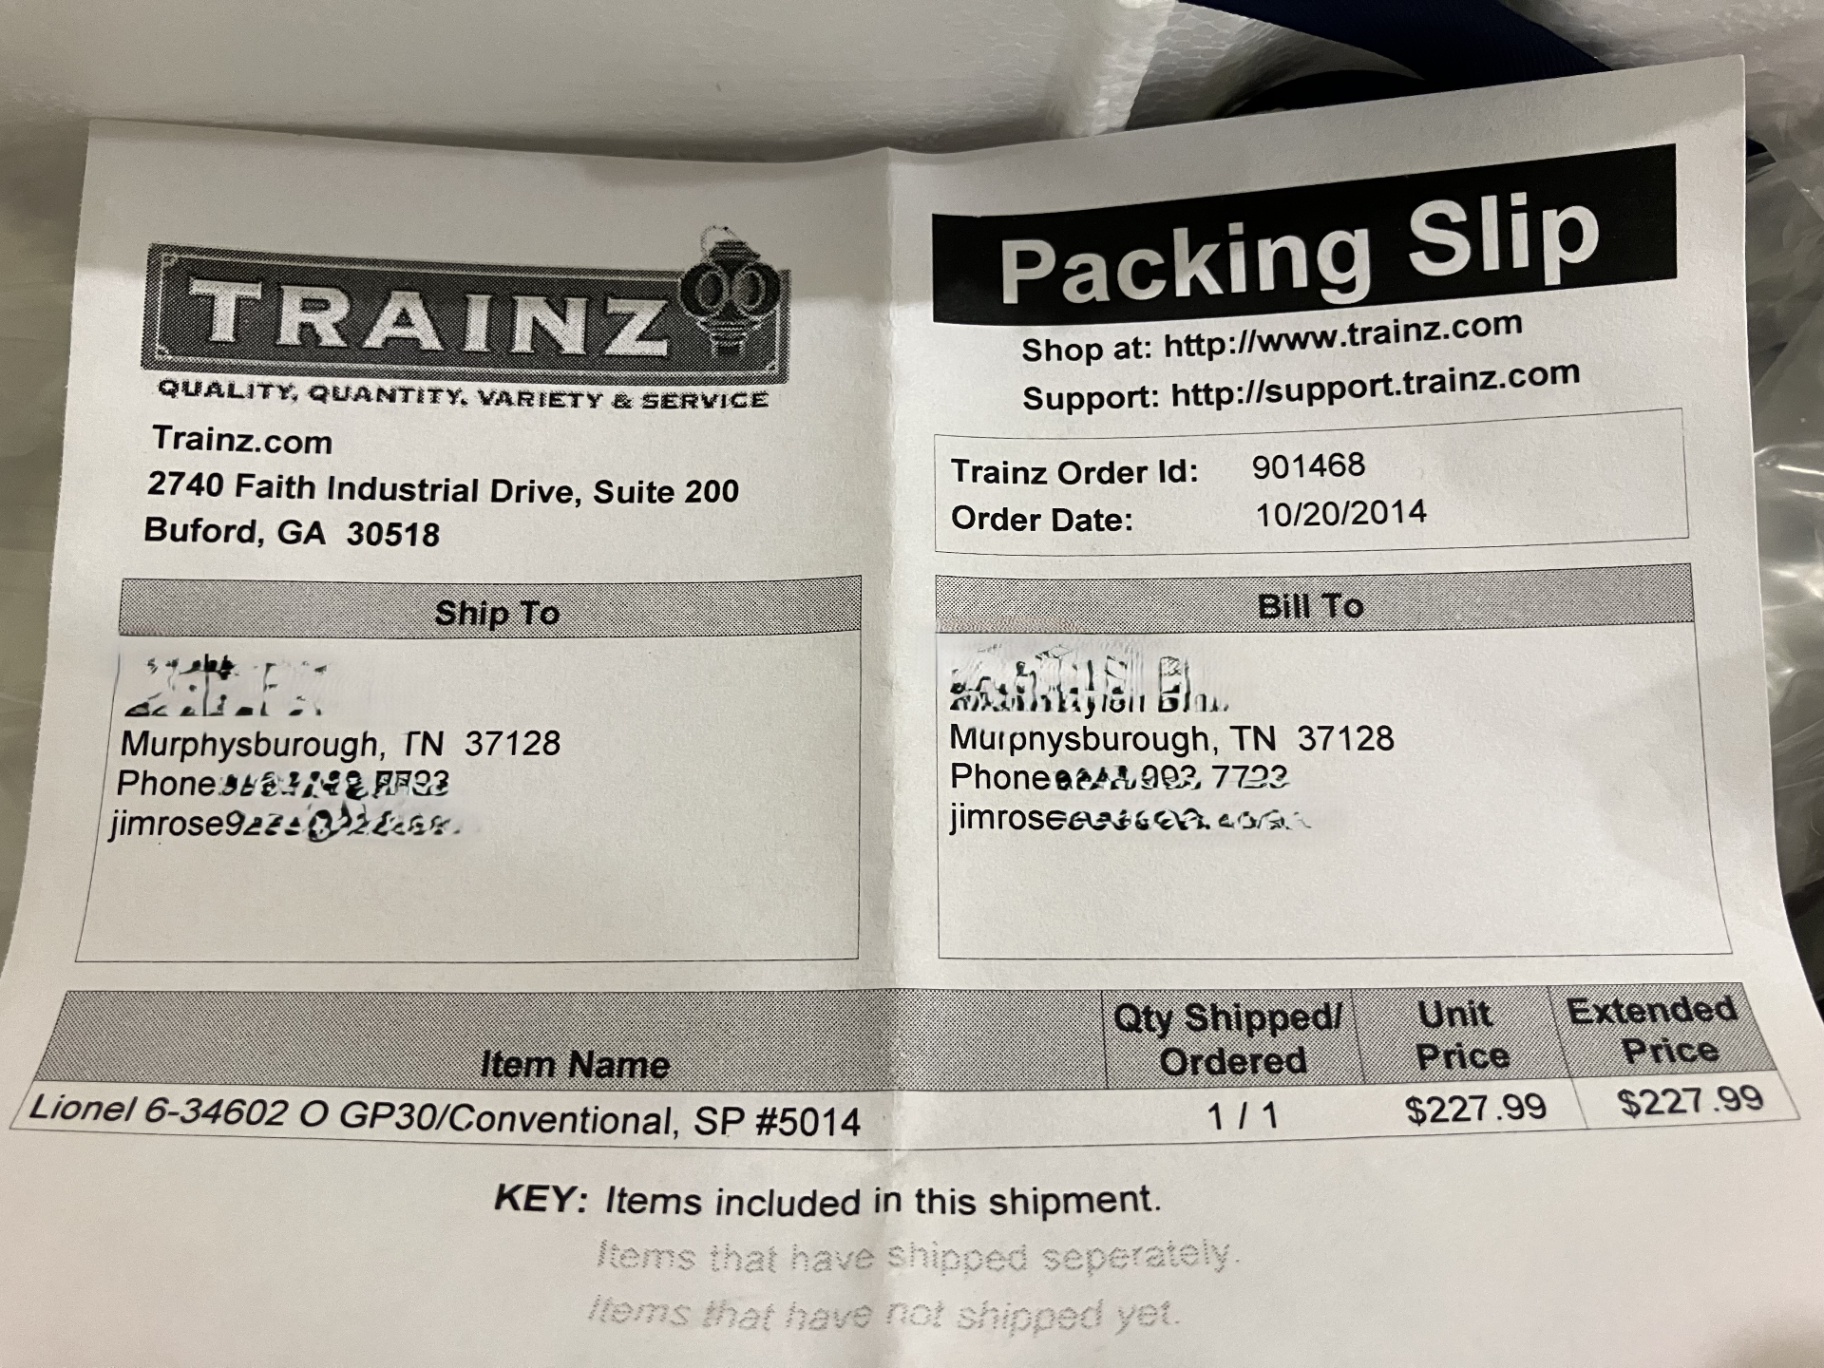 TRAINZ
QUALITY, QUANTITY, VARIETY & SERVICE
Trainz.com
2740 Faith Industrial Drive, Suite 200
Buford, GA 30518
Packing Slip
Shop at: http://www.trainz.com
Support: http://support.trainz.com
Trainz Order Id: 901468
Order Date: 10/20/2014
Ship To
Murphysburough, TN 37128
Phone
Bill To
Murpnysburough, TN 37128
Phone
Item Name Qty Shipped/ Ordered Unit Price Extended Price
Lionel 6-34602 O GP30/Conventional, SP #5014 1 / 1 $227.99 $227.99
KEY: Items included in this shipment.
Items that have shipped seperately.
Items that have not shipped yet.